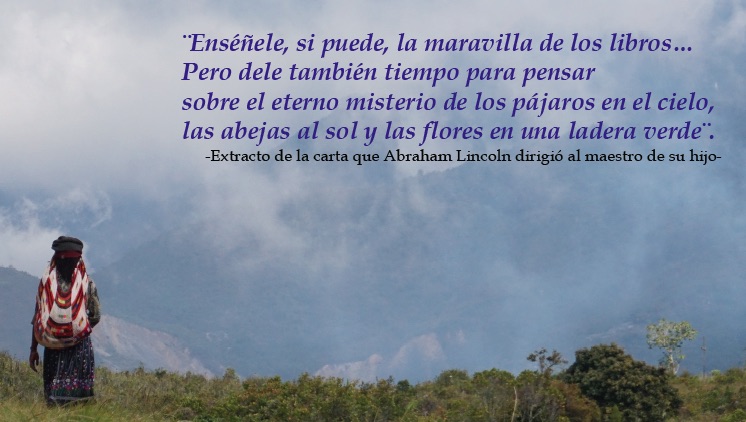 ¨Enséñele, si puede, la maravilla de los libros...
Pero dele también tiempo para pensar
sobre el eterno misterio de los pájaros en el cielo,
las abejas al sol y las flores en una ladera verde¨.
-Extracto de la carta que Abraham Lincoln dirigió al maestro de su hijo-